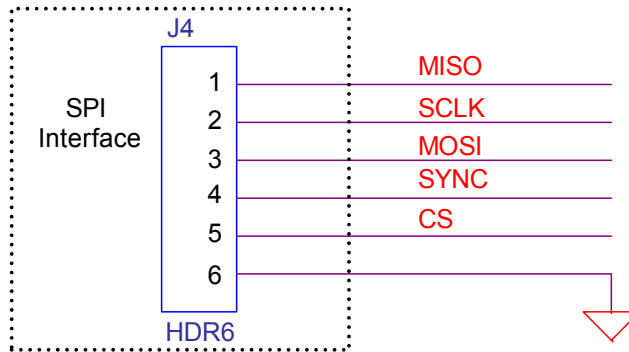 J4
SPI
Interface
1
2
3
4
5
6
MISO
SCLK
MOSI
SYNC
CS
HDR6